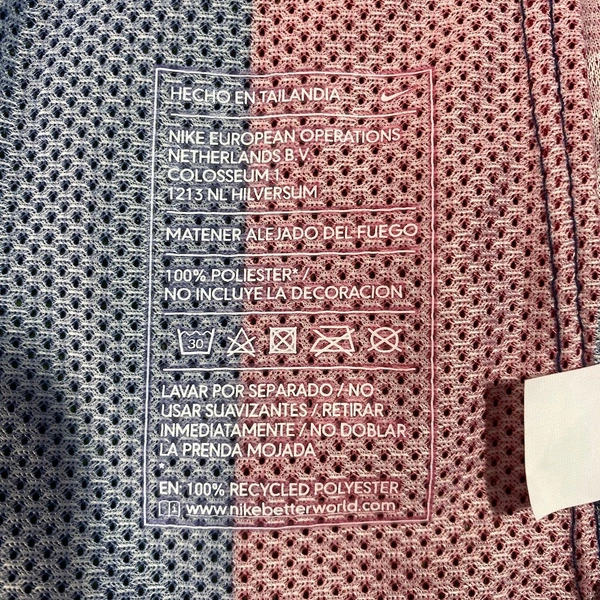 HECHO EN TAILANDIA
NIKE EUROPEAN OPERATIONS
NETHERLANDS B.V.
COLOSSEUM 1
1213 NL HILVERSUM
MATENER ALEJADO DEL FUEGO
100% POLIESTER* /
NO INCLUYE LA DECORACION
30
LAVAR POR SEPARADO / NO
USAR SUAVIZANTES / RETIRAR
INMEDIATAMENTE / NO DOBLAR
LA PRENDA MOJADA
*
EN: 100% RECYCLED POLYESTER
www.nikebetterworld.com